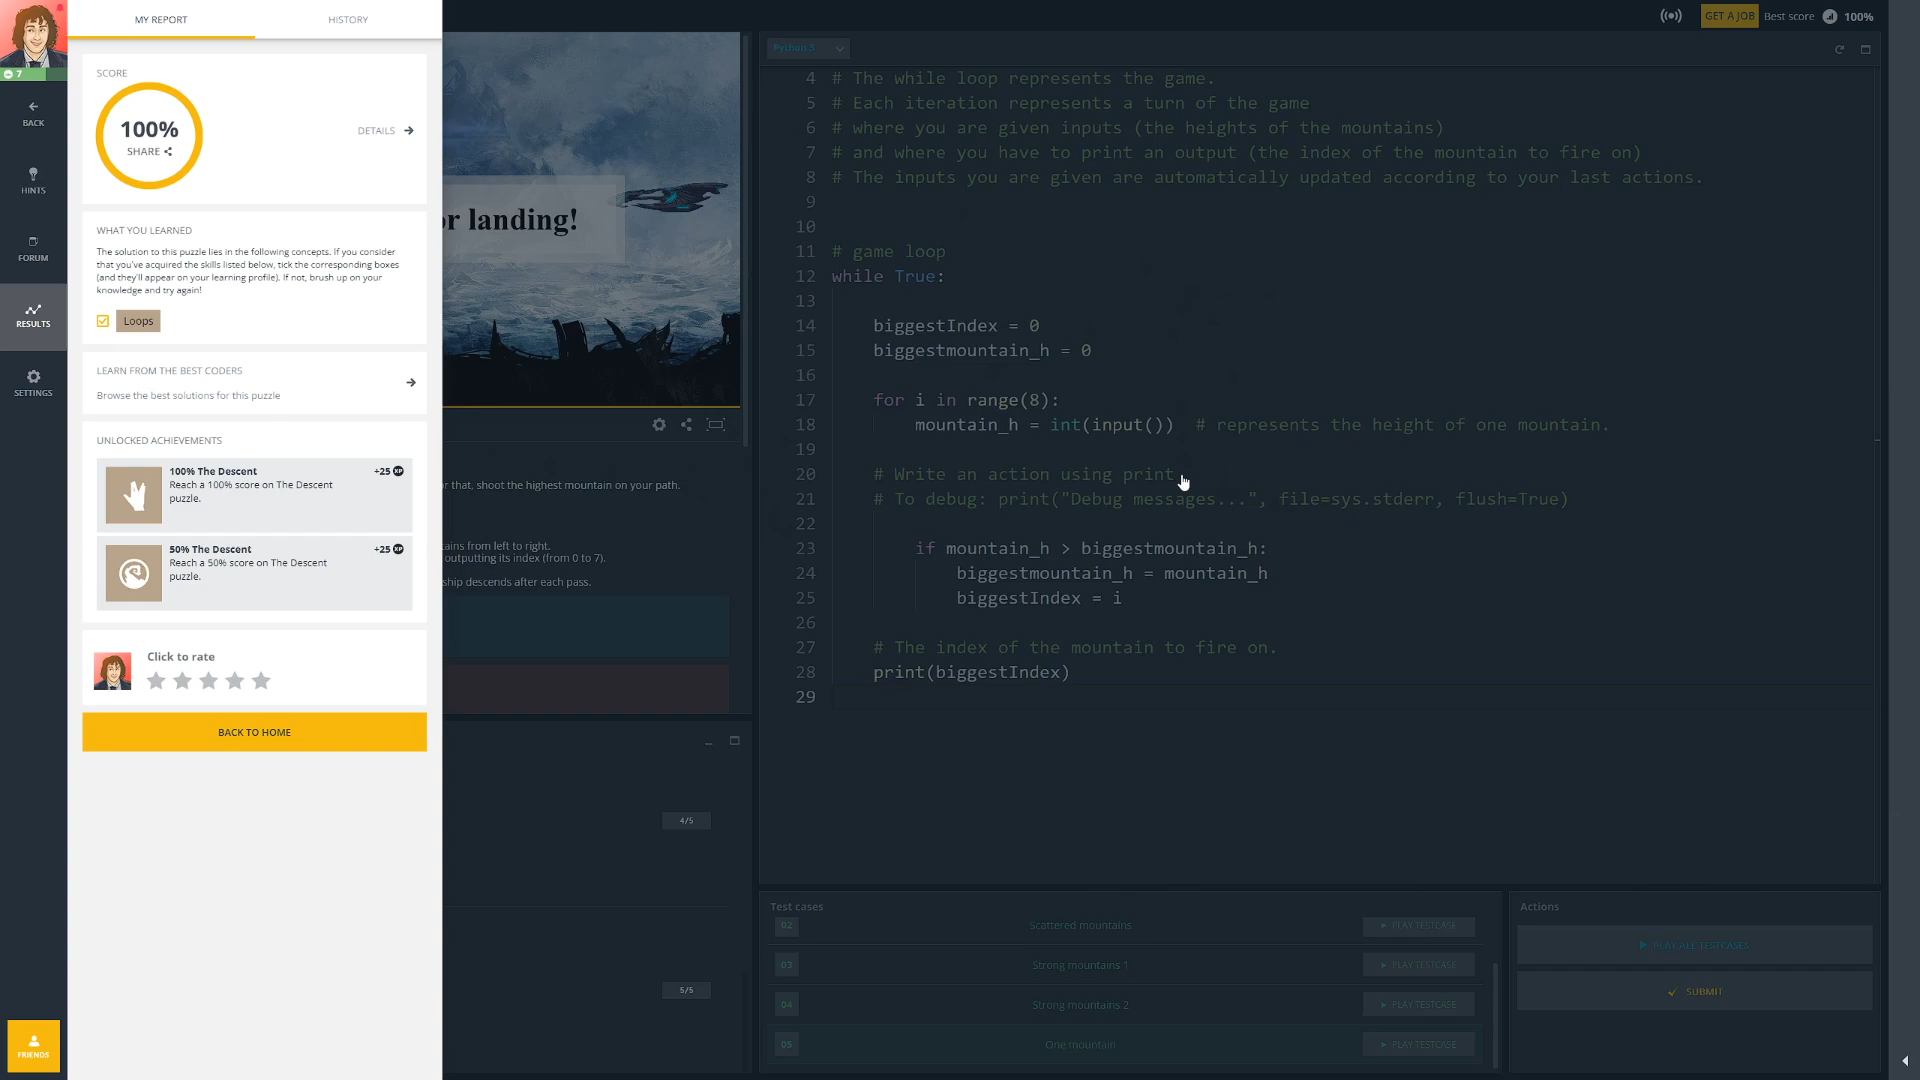 MY REPORT
HISTORY
7
BACK
HINTS
FORUM
RESULTS
SETTINGS
FRIENDS
SCORE
100%
SHARE
DETAILS
WHAT YOU LEARNED
The solution to this puzzle lies in the following concepts. If you consider
that you've acquired the skills listed below, tick the corresponding boxes
(and they'll appear on your learning profile). If not, brush up on your
knowledge and try again!
Loops
LEARN FROM THE BEST CODERS
Browse the best solutions for this puzzle
UNLOCKED ACHIEVEMENTS
100% The Descent
+25 XP
Reach a 100% score on The Descent
puzzle.
50% The Descent
+25 XP
Reach a 50% score on The Descent
puzzle.
Click to rate
BACK TO HOME
or landing!
or that, shoot the highest mountain on your path.
tains from left to right.
outputting its index (from 0 to 7).
ship descends after each pass.
4/5
5/5
GET A JOB
Best score
100%
Python 3
4 # The while loop represents the game.
5 # Each iteration represents a turn of the game
6 # where you are given inputs (the heights of the mountains)
7 # and where you have to print an output (the index of the mountain to fire on)
8 # The inputs you are given are automatically updated according to your last actions.
9
10
11 # game loop
12 while True:
13
14 biggestIndex = 0
15 biggestmountain_h = 0
16
17 for i in range(8):
18 mountain_h = int(input())  # represents the height of one mountain.
19
20 # Write an action using print
21 # To debug: print("Debug messages...", file=sys.stderr, flush=True)
22
23 if mountain_h > biggestmountain_h:
24 biggestmountain_h = mountain_h
25 biggestIndex = i
26
27 # The index of the mountain to fire on.
28 print(biggestIndex)
29
Test cases
02 Scattered mountains PLAY TESTCASE
03 Strong mountains 1 PLAY TESTCASE
04 Strong mountains 2 PLAY TESTCASE
05 One mountain PLAY TESTCASE
Actions
PLAY ALL TESTCASES
SUBMIT